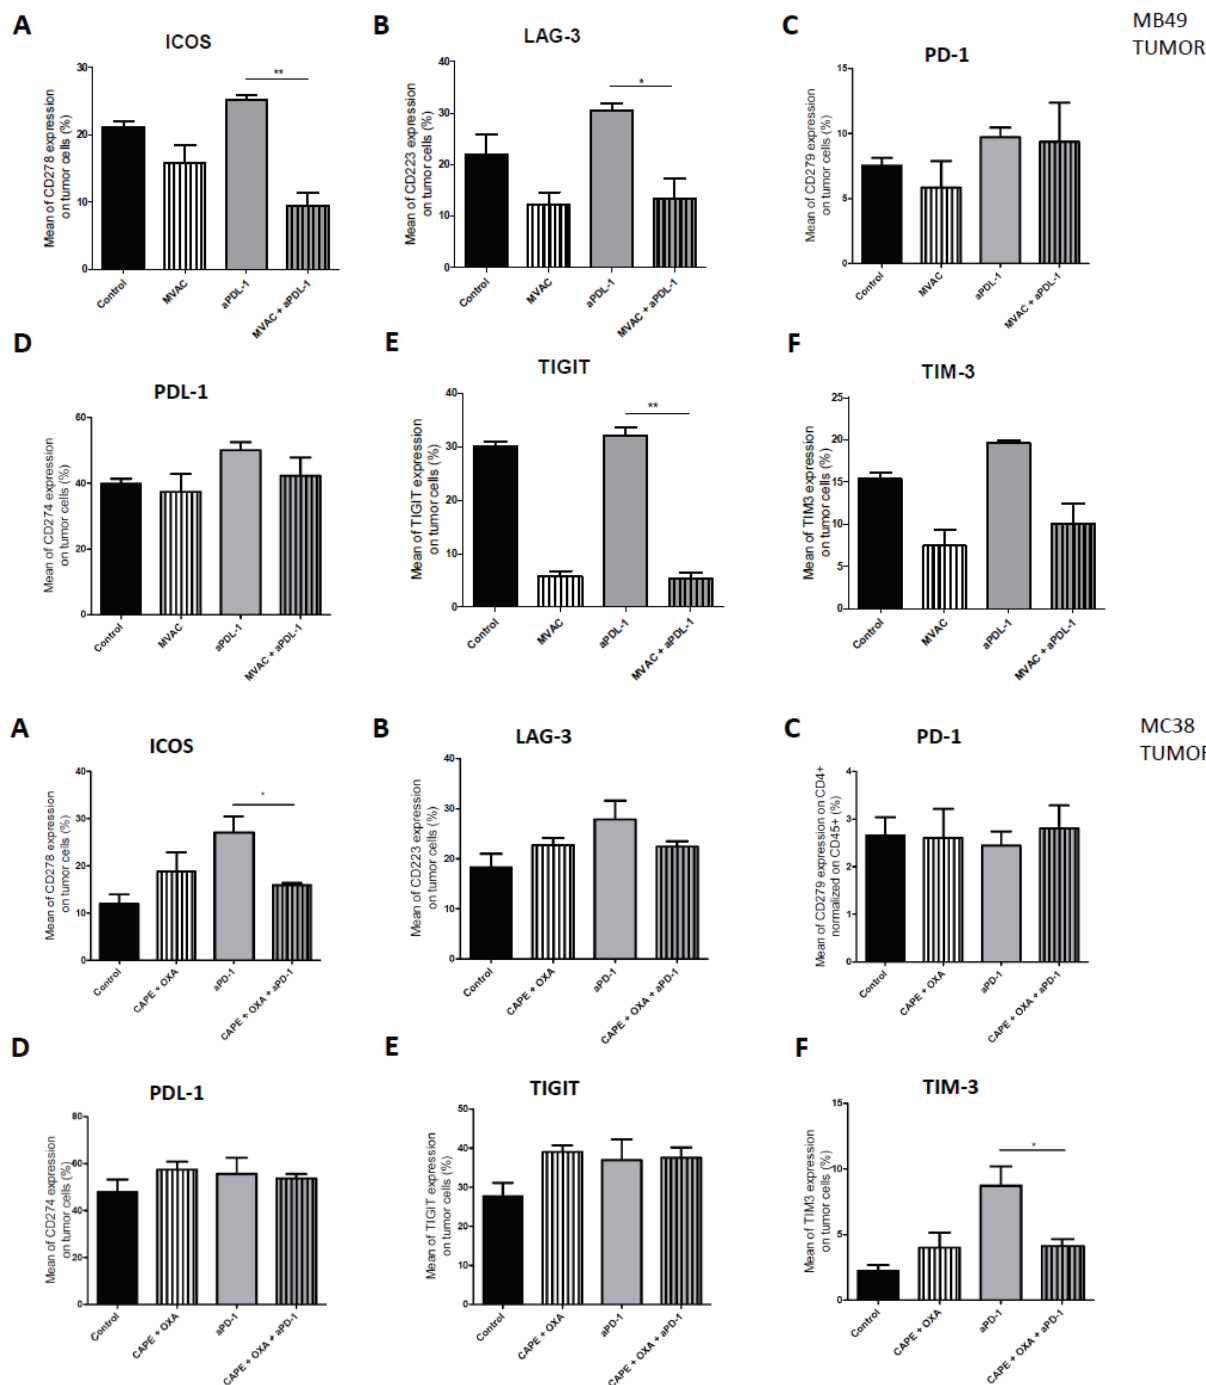 A
ICOS
Mean of CD278 expression
on tumor cells (%)
30
20
10
0
**
Control
MVAC
aPDL-1
MVAC + aPDL-1
B
LAG-3
Mean of CD223 expression
on tumor cells (%)
40
30
20
10
0
*
Control
MVAC
aPDL-1
MVAC + aPDL-1
C
PD-1
Mean of CD279 expression
on tumor cells (%)
15
10
5
0
Control
MVAC
aPDL-1
MVAC + aPDL-1
MB49
TUMOR
D
PDL-1
Mean of CD274 expression
on tumor cells (%)
60
40
20
0
Control
MVAC
aPDL-1
MVAC + aPDL-1
E
TIGIT
Mean of TIGIT expression
on tumor cells (%)
40
30
20
10
0
**
Control
MVAC
aPDL-1
MVAC + aPDL-1
F
TIM-3
Mean of TIM3 expression
on tumor cells (%)
25
20
15
10
5
0
Control
MVAC
aPDL-1
MVAC + aPDL-1
A
ICOS
Mean of CD278 expression
on tumor cells (%)
40
30
20
10
0
*
Control
CAPE + OXA
aPD-1
CAPE + OXA + aPD-1
B
LAG-3
Mean of CD223 expression
on tumor cells (%)
40
30
20
10
0
Control
CAPE + OXA
aPD-1
CAPE + OXA + aPD-1
C
PD-1
Mean of CD279 expression on CD4+
normalized on CD45+ (%)
4
3
2
1
0
Control
CAPE + OXA
aPD-1
CAPE + OXA + aPD-1
MC38
TUMOR
D
PDL-1
Mean of CD274 expression
on tumor cells (%)
80
60
40
20
0
Control
CAPE + OXA
aPD-1
CAPE + OXA + aPD-1
E
TIGIT
Mean of TIGIT expression
on tumor cells (%)
50
40
30
20
10
0
Control
CAPE + OXA
aPD-1
CAPE + OXA + aPD-1
F
TIM-3
Mean of TIM3 expression
on tumor cells (%)
15
10
5
0
*
Control
CAPE + OXA
aPD-1
CAPE + OXA + aPD-1